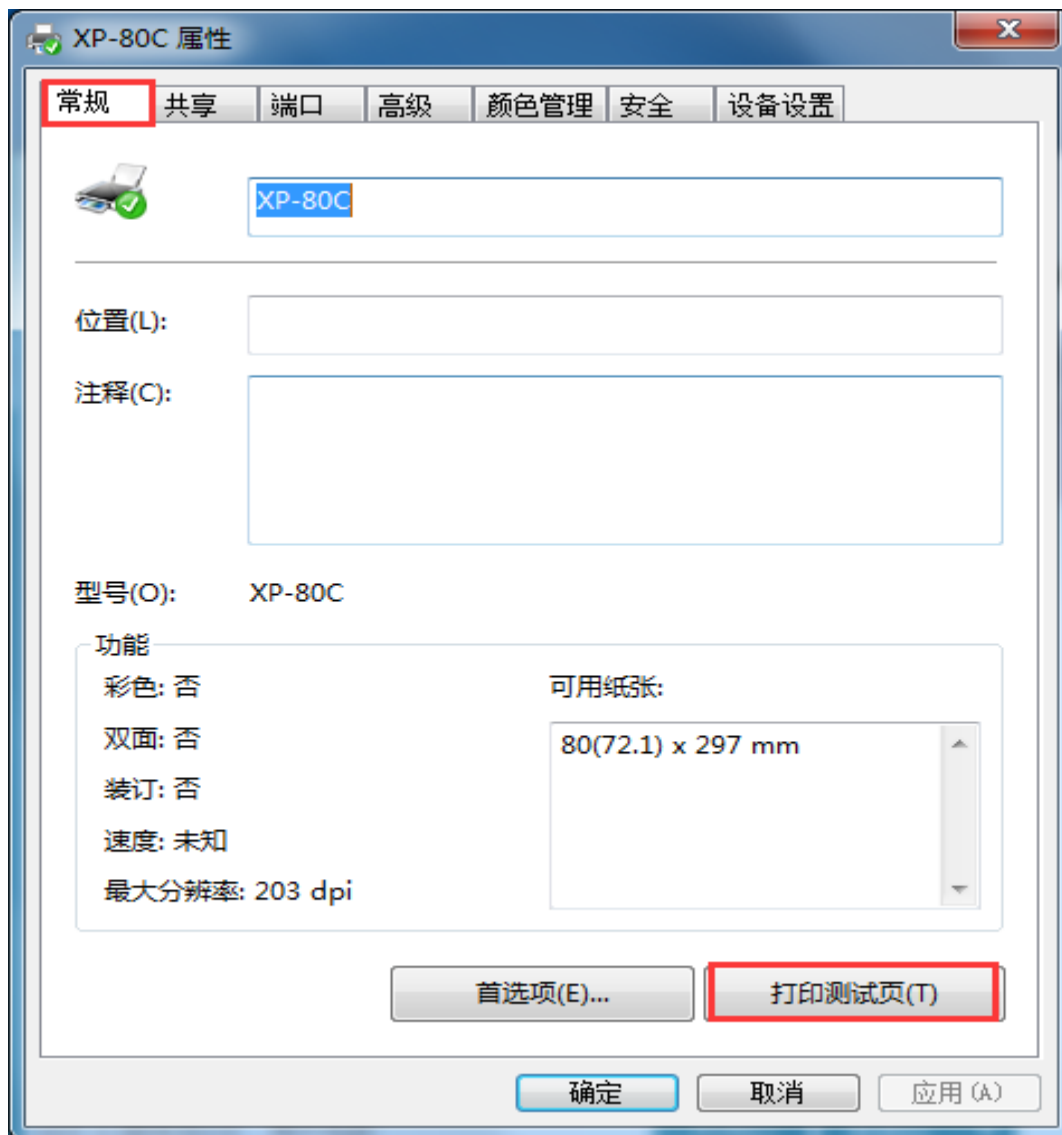 XP-80C 属性
常规 共享 端口 高级 颜色管理 安全 设备设置
XP-80C
位置(L):
注释(C):
型号(O): XP-80C
功能
彩色: 否 可用纸张:
双面: 否 80(72.1) x 297 mm
装订: 否
速度: 未知
最大分辨率: 203 dpi
首选项(E)... 打印测试页(T)
确定 取消 应用(A)